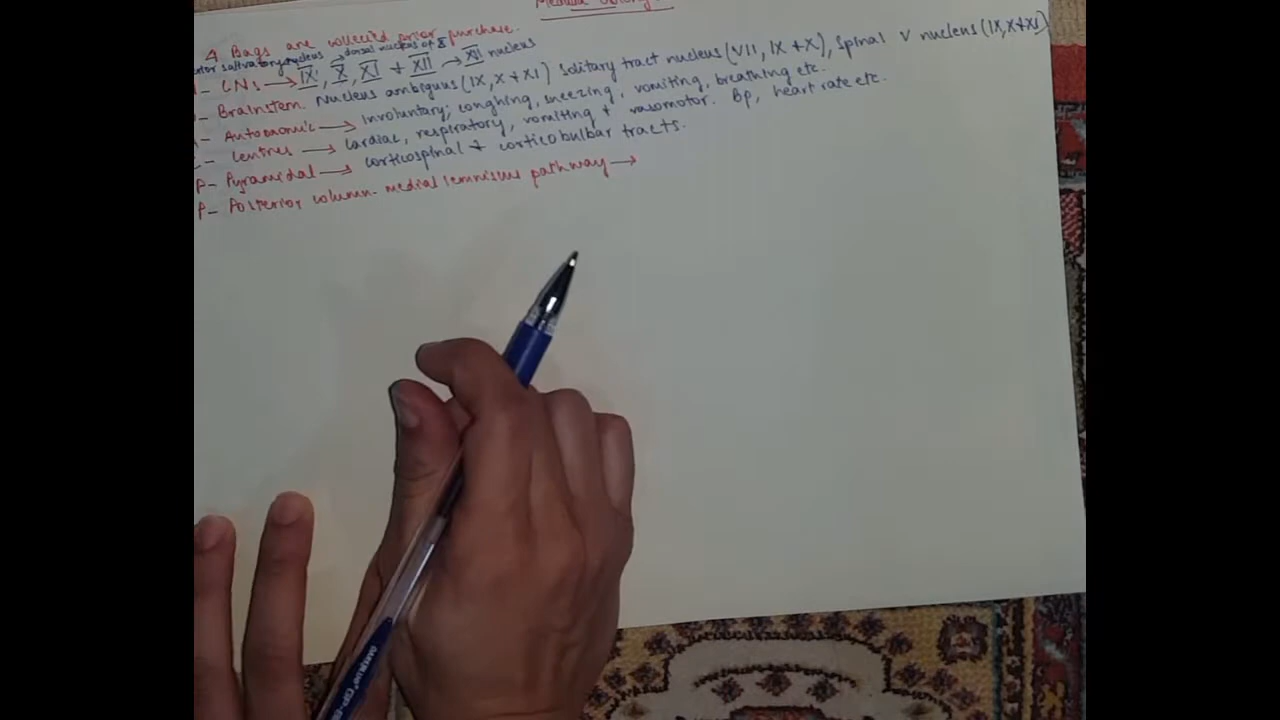 Medulla
4 Bags are collected prior purchase.
salivatory nucleus dorsal nucleus of X
CNs → IX, X, XI + XII → XII nucleus
Brainstem. Nucleus ambiguus (IX, X + XI) solitary tract nucleus (VII, IX + X), spinal V nucleus (IX, X + XI)
Autonomic → involuntary; coughing, sneezing, vomiting, breathing etc.
Centres → cardiac, respiratory, vomiting + vasomotor. Bp, heart rate etc.
P- Pyramidal → corticospinal + corticobulbar tracts.
P- Posterior column- medial lemniscus pathway →